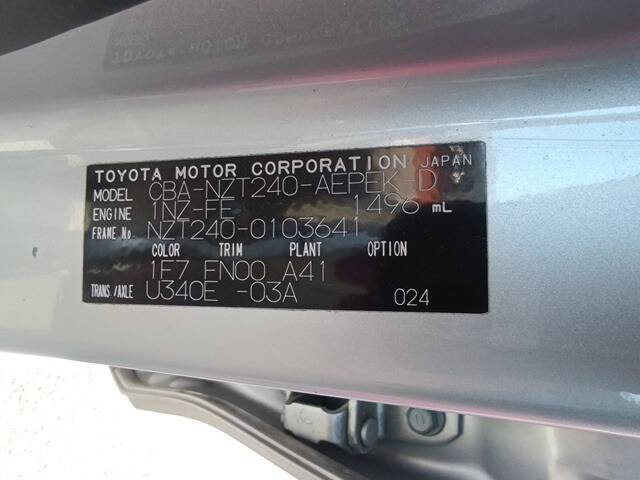 TOYOTA MOTOR CORPORATION JAPAN
MODEL CBA-NZT240-AEPEK D
ENGINE 1NZ-FE 1496 mL
FRAME No NZT240-0103641
COLOR TRIM PLANT OPTION
1F7 FN00 A41
TRANS/AXLE U340E -03A 024